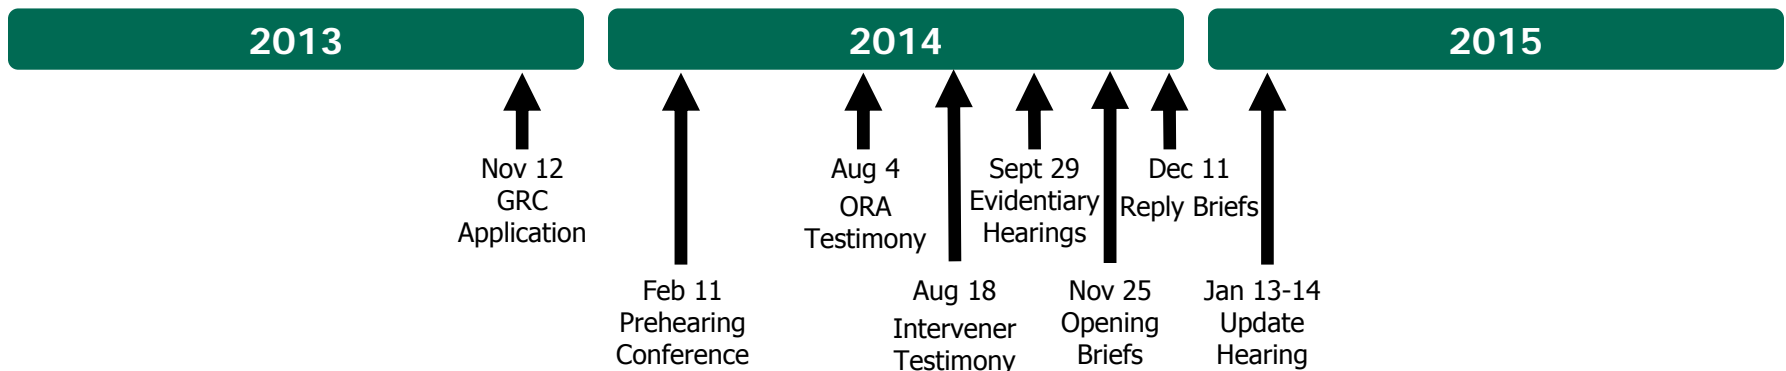 2013
2014
2015
Nov 12
GRC
Application
Feb 11
Prehearing
Conference
Aug 4
ORA
Testimony
Aug 18
Intervener
Testimony
Sept 29
Evidentiary
Hearings
Nov 25
Opening
Briefs
Dec 11
Reply Briefs
Jan 13-14
Update
Hearing